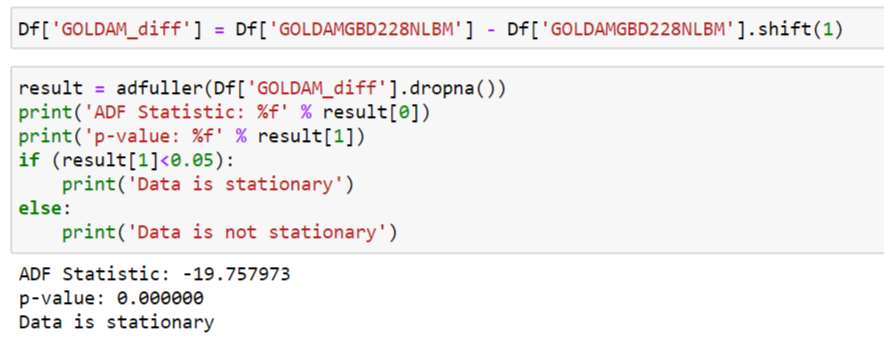 Df['GOLDAM_diff'] = Df['GOLDAMGBD228NLBM'] - Df['GOLDAMGBD228NLBM'].shift(1)
result = adfuller(Df['GOLDAM_diff'].dropna())
print('ADF Statistic: %f' % result[0])
print('p-value: %f' % result[1])
if (result[1]<0.05):
    print('Data is stationary')
else:
    print('Data is not stationary')
ADF Statistic: -19.757973
p-value: 0.000000
Data is stationary